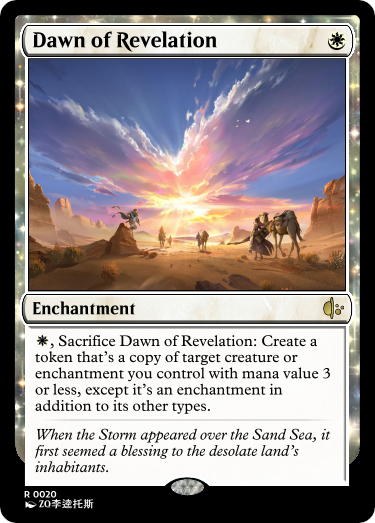 Dawn of Revelation
Enchantment
, Sacrifice Dawn of Revelation: Create a
token that's a copy of target creature or
enchantment you control with mana value 3
or less, except it's an enchantment in
addition to its other types.
When the Storm appeared over the Sand Sea, it
first seemed a blessing to the desolate land's
inhabitants.
R 0020
ZO李逵托斯